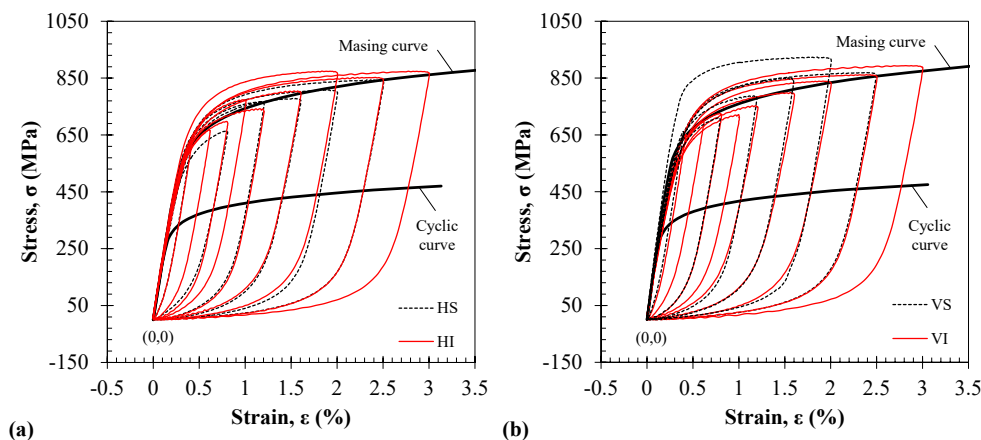 1050
850
650
450
250
50
-150
Stress, σ (MPa)
Masing curve
Cyclic
curve
HS
HI
(0,0)
-0.5 0 0.5 1 1.5 2 2.5 3 3.5
Strain, ε (%)
(a)
1050
850
650
450
250
50
-150
Stress, σ (MPa)
Masing curve
Cyclic
curve
VS
VI
(0,0)
-0.5 0 0.5 1 1.5 2 2.5 3 3.5
Strain, ε (%)
(b)